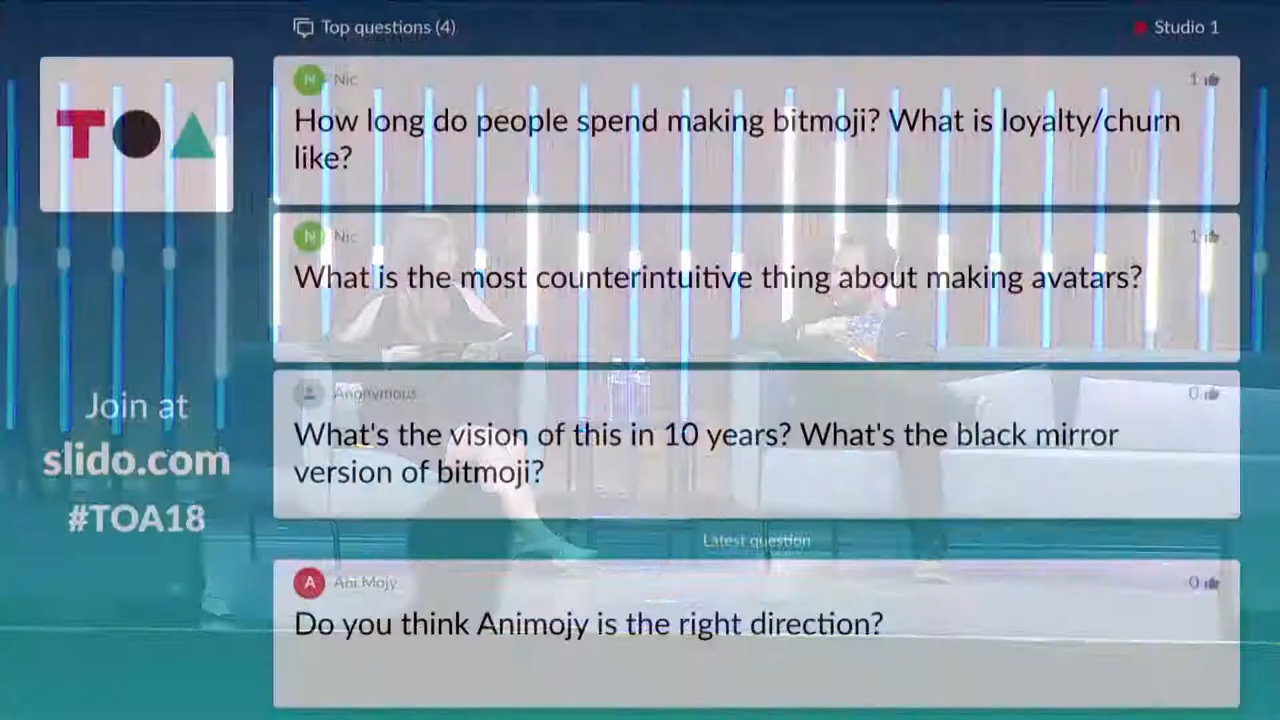 Top questions (4)
Studio 1
TOA
N Nic
1
How long do people spend making bitmoji? What is loyalty/churn
like?
N Nic
1
What is the most counterintuitive thing about making avatars?
Anonymous
0
What's the vision of this in 10 years? What's the black mirror
version of bitmoji?
Join at
slido.com
#TOA18
Latest question
A Ani Mojy
0
Do you think Animojy is the right direction?